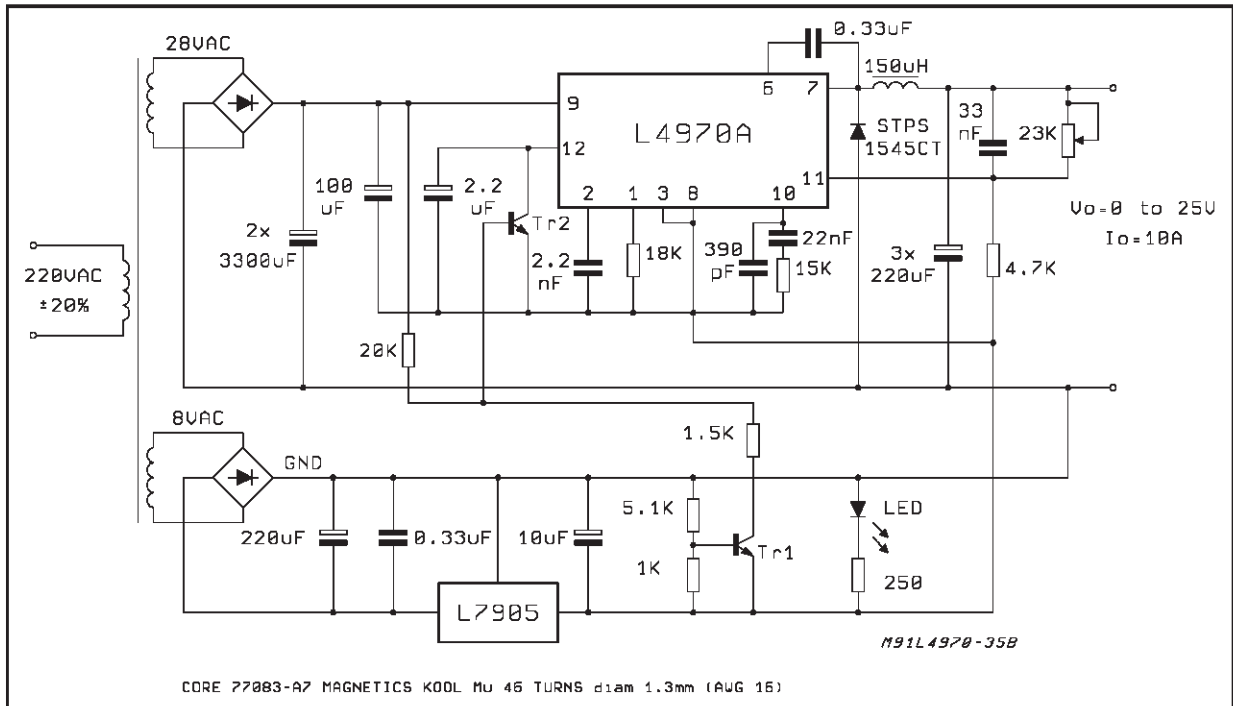 28VAC
0.33uF
150uH
9
6
7
L4970A
12
STPS
1545CT
33
nF
23K
11
100
uF
2.2
uF
Tr2
2
1
3
8
10
Vo=0 to 25V
Io=10A
2x
3300uF
2.2
nF
18K
390
pF
22nF
15K
3x
220uF
4.7K
220VAC
±20%
20K
8VAC
1.5K
GND
220uF
0.33uF
10uF
5.1K
LED
Tr1
1K
250
L7905
M91L4970-35B
CORE 77083-A7 MAGNETICS KOOL Mu 46 TURNS diam 1.3mm (AWG 16)